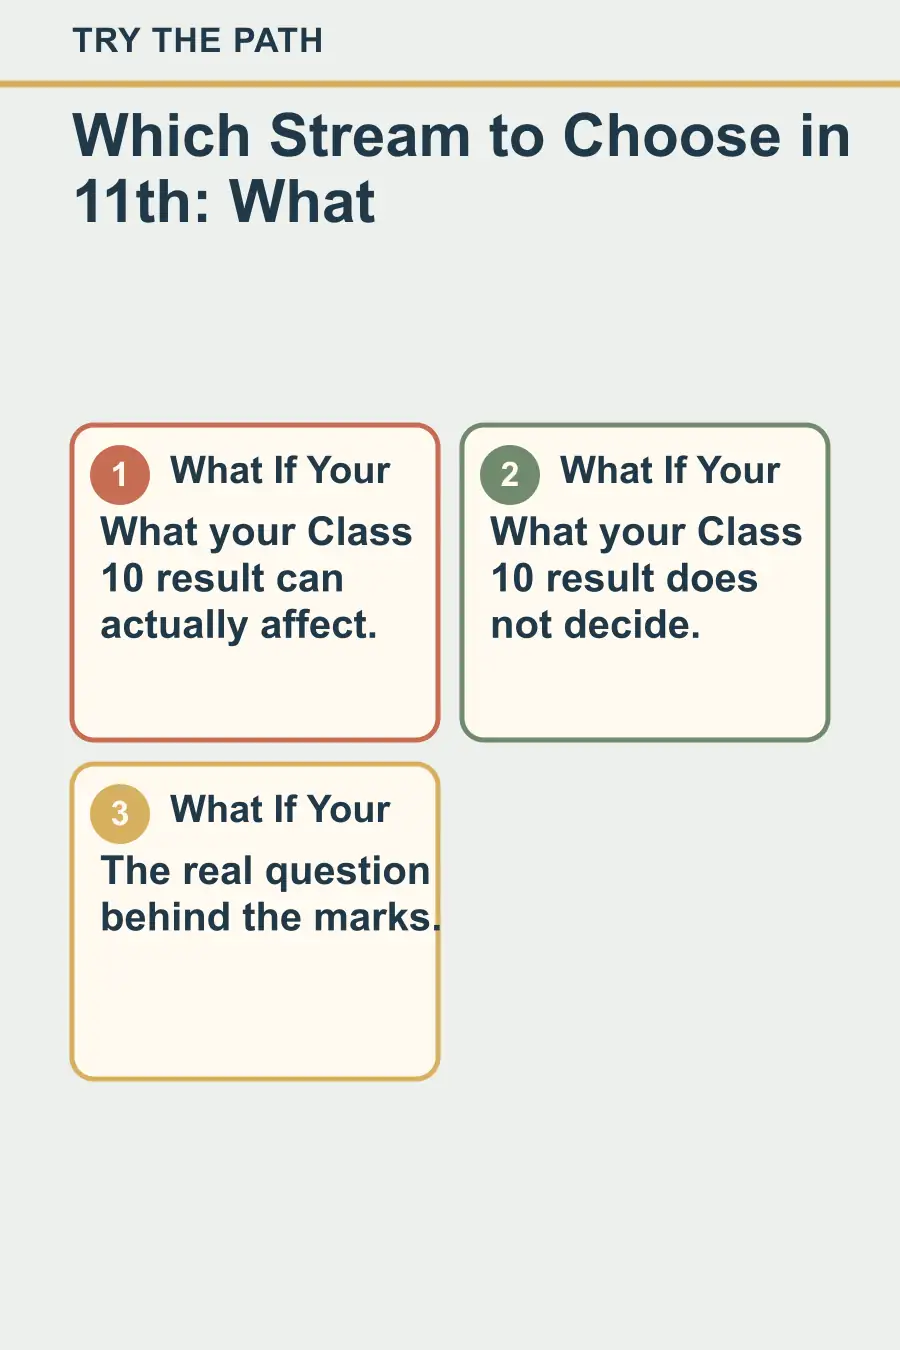 TRY THE PATH
Which Stream to Choose in
11th: What
1 What If Your
What your Class
10 result can
actually affect.
2 What If Your
What your Class
10 result does
not decide.
3 What If Your
The real question
behind the marks.